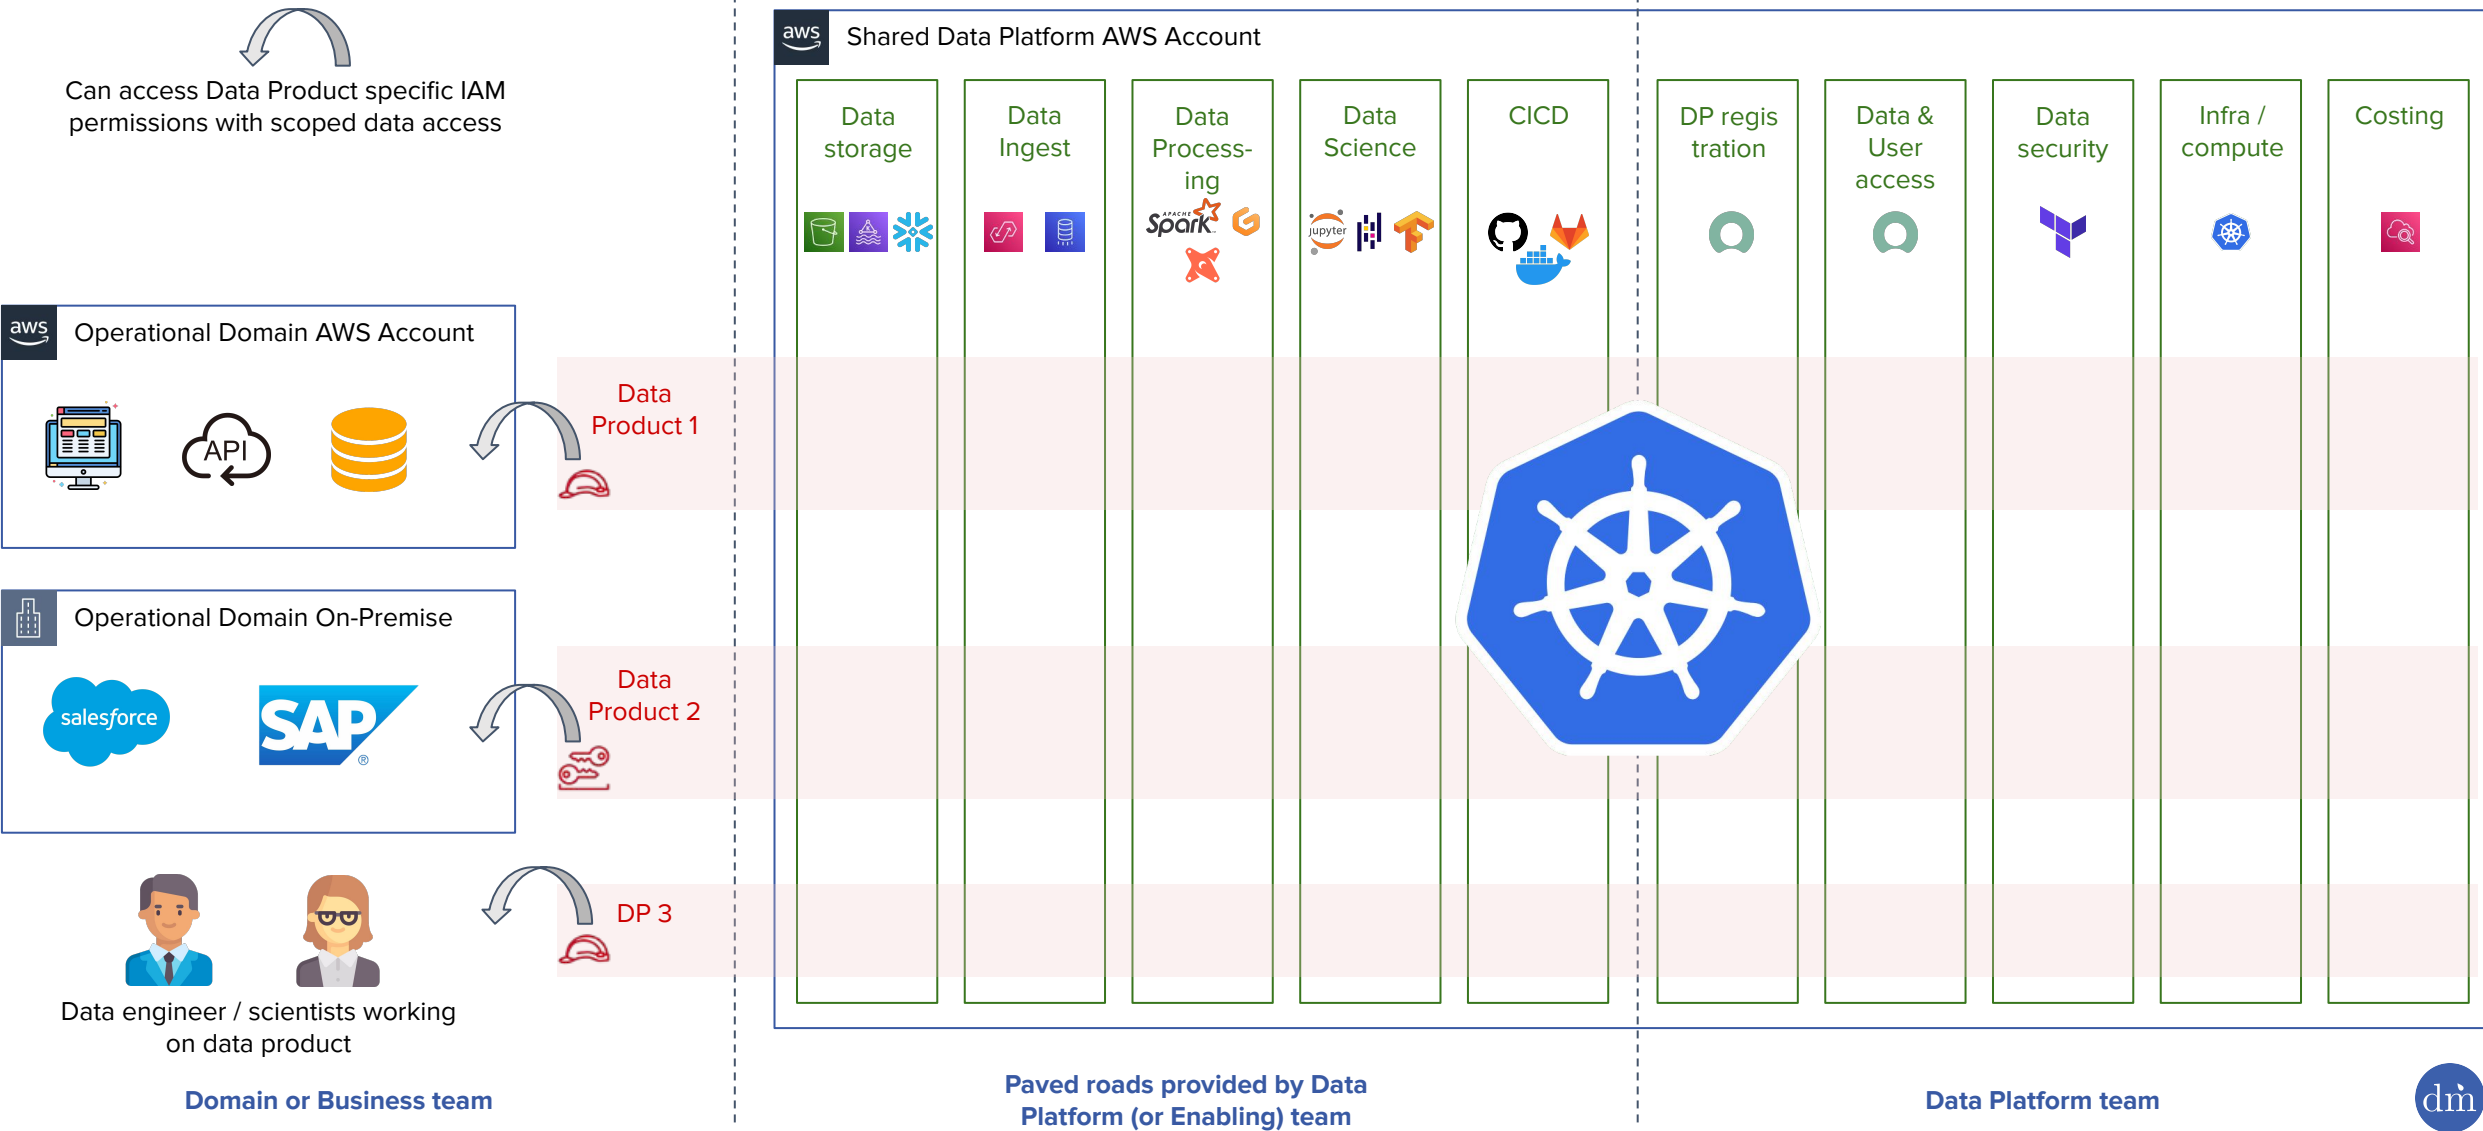 Can access Data Product specific IAM
permissions with scoped data access
aws
Shared Data Platform AWS Account
Data
storage
Data
Ingest
Data
Process-
ing
Data
Science
CICD
DP regis
tration
Data &
User
access
Data
security
Infra /
compute
Costing
APACHE
Spark
jupyter
aws
Operational Domain AWS Account
API
Data
Product 1
Operational Domain On-Premise
salesforce
SAP
®
Data
Product 2
DP 3
Data engineer / scientists working
on data product
Domain or Business team
Paved roads provided by Data
Platform (or Enabling) team
Data Platform team
dm